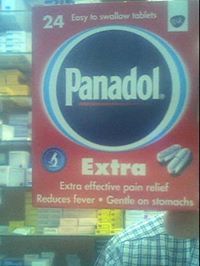 24 Easy to swallow tablets
Panadol
Extra
Extra effective pain relief
Reduces fever • Gentle on stomachs